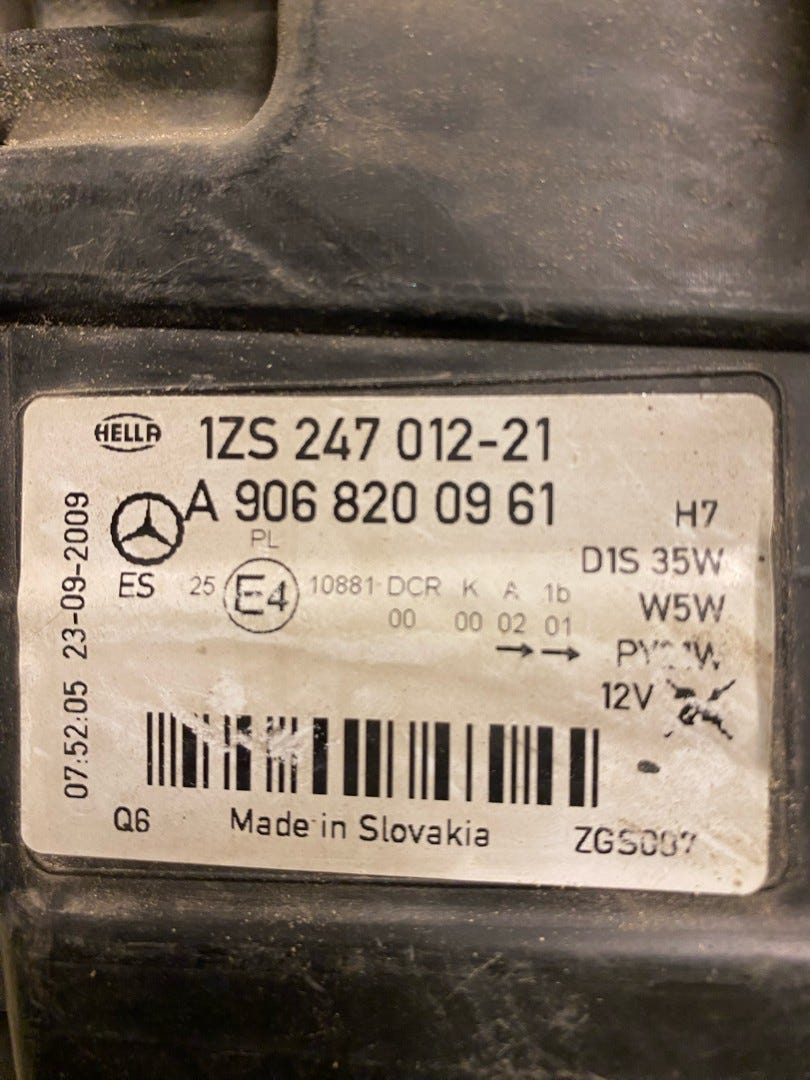 HELLA
1ZS 247 012-21
A 906 820 09 61
H7
PL
D1S 35W
ES 25 E4 10881 DCR K A 1b
W5W
00 00 02 01
12V
07:52:05 23-09-2009
Q6 Made in Slovakia